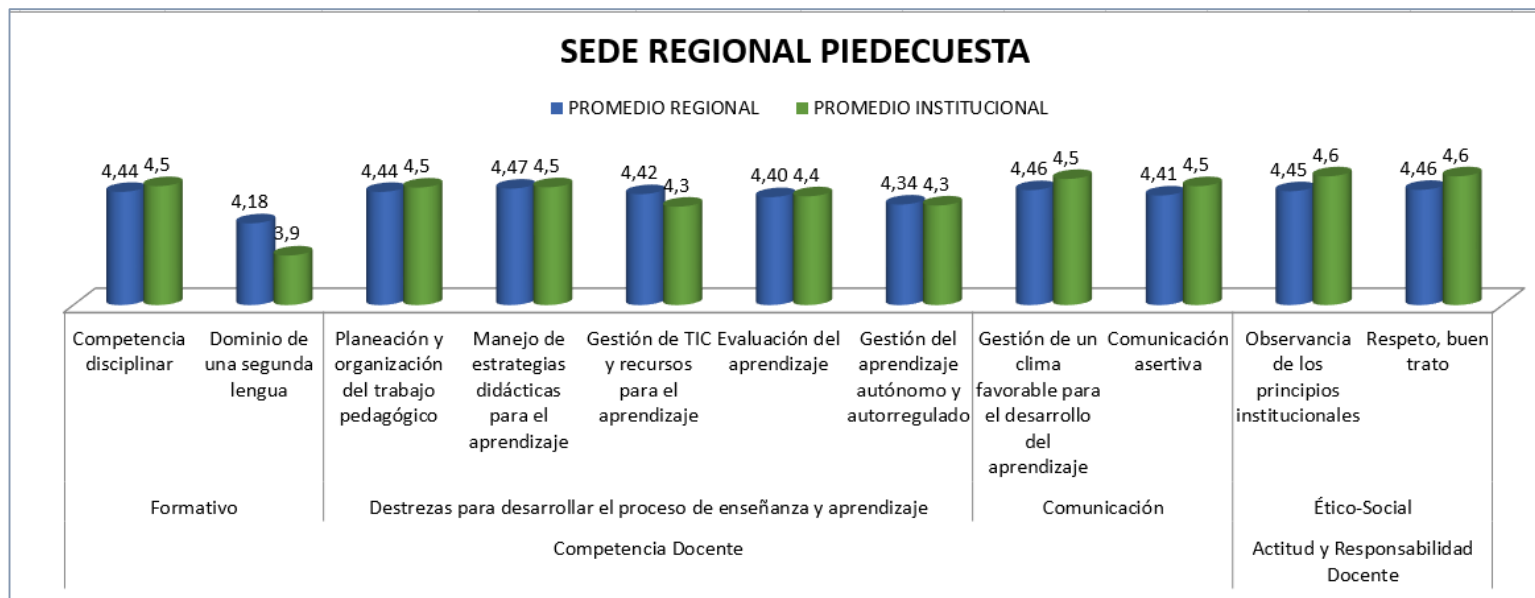 SEDE REGIONAL PIEDECUESTA
PROMEDIO REGIONAL
PROMEDIO INSTITUCIONAL
4,44
4,5
4,18
3,9
4,44
4,5
4,47
4,5
4,42
4,3
4,40
4,4
4,34
4,3
4,46
4,5
4,41
4,5
4,45
4,6
4,46
4,6
Competencia
disciplinar
Dominio de
una segunda
lengua
Planeación y
organización
del trabajo
pedagógico
Manejo de
estrategias
didácticas
para el
aprendizaje
Gestión de TIC
y recursos
para el
aprendizaje
Evaluación del
aprendizaje
Gestión del
aprendizaje
autónomo y
autorregulado
Gestión de un
clima
favorable para
el desarrollo
del
aprendizaje
Comunicación
asertiva
Observancia
de los
principios
institucionales
Respeto, buen
trato
Formativo
Destrezas para desarrollar el proceso de enseñanza y aprendizaje
Comunicación
Ético-Social
Competencia Docente
Actitud y Responsabilidad
Docente